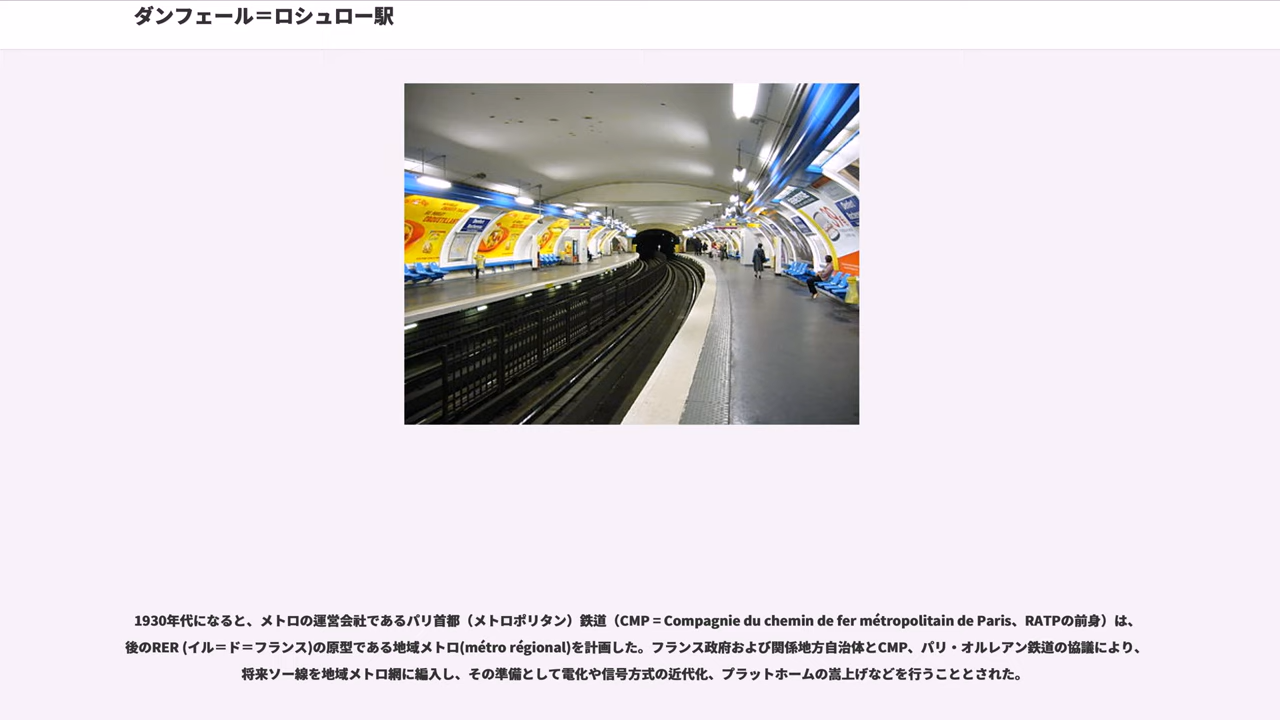 ダンフェール＝ロシュロー駅
1930年代になると、メトロの運営会社であるパリ首都（メトロポリタン）鉄道（CMP = Compagnie du chemin de fer métropolitain de Paris、RATPの前身）は、
後のRER (イル＝ド＝フランス)の原型である地域メトロ(métro régional)を計画した。フランス政府および関係地方自治体とCMP、パリ・オルレアン鉄道の協議により、
将来ソー線を地域メトロ網に編入し、その準備として電化や信号方式の近代化、プラットホームの嵩上げなどを行うこととされた。